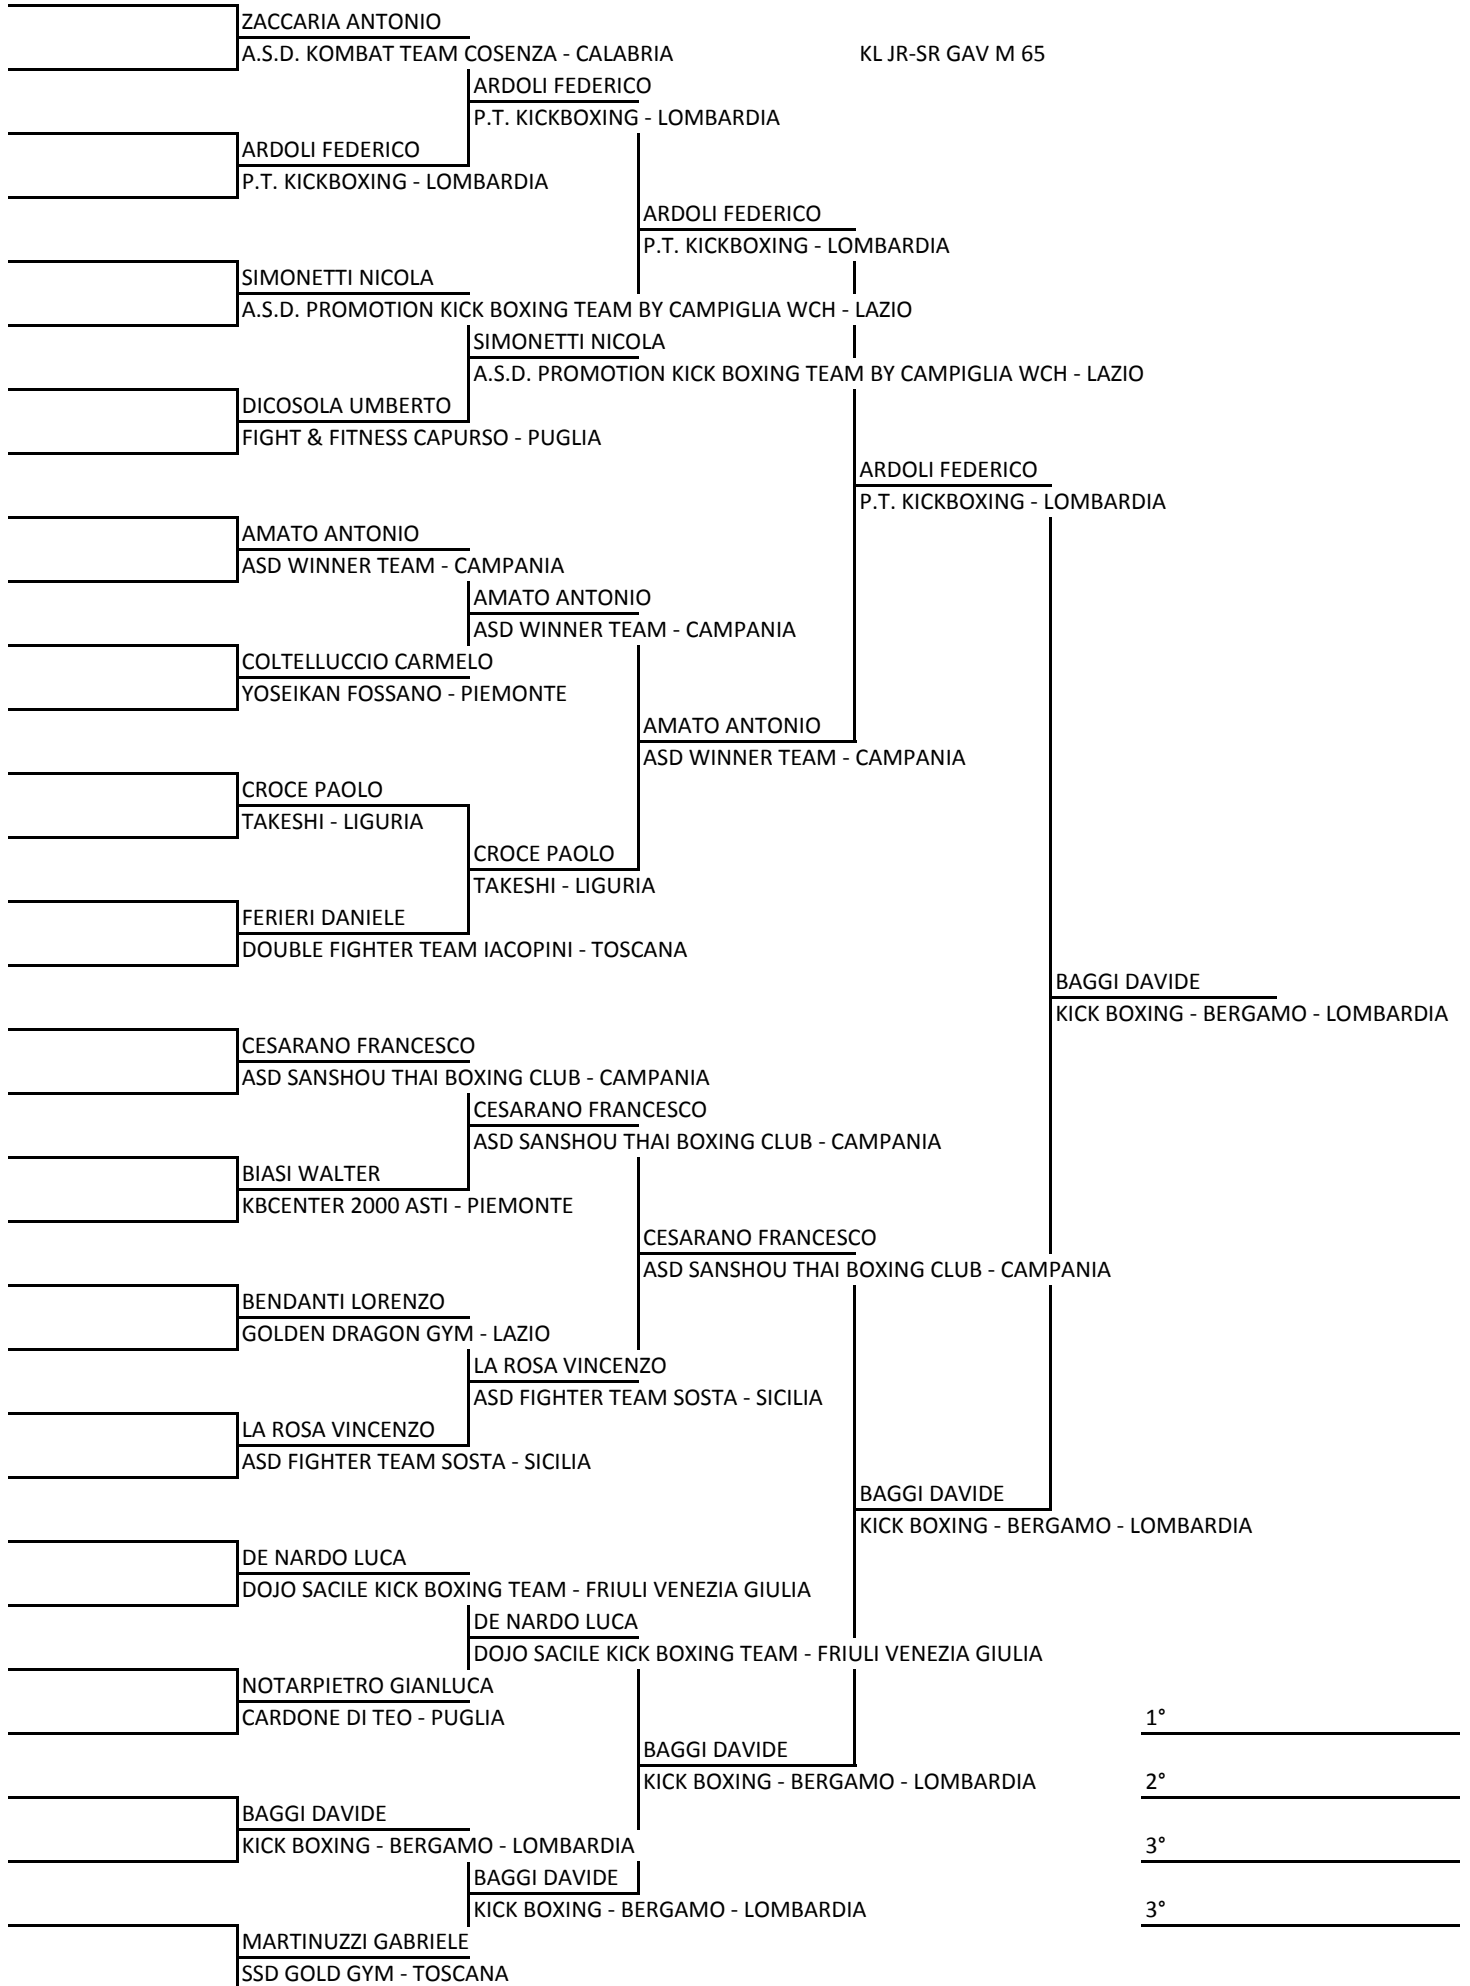 ZACCARIA ANTONIO
A.S.D. KOMBAT TEAM COSENZA - CALABRIA
KL JR-SR GAV M 65
ARDOLI FEDERICO
P.T. KICKBOXING - LOMBARDIA
ARDOLI FEDERICO
P.T. KICKBOXING - LOMBARDIA
ARDOLI FEDERICO
P.T. KICKBOXING - LOMBARDIA
SIMONETTI NICOLA
A.S.D. PROMOTION KICK BOXING TEAM BY CAMPIGLIA WCH - LAZIO
SIMONETTI NICOLA
A.S.D. PROMOTION KICK BOXING TEAM BY CAMPIGLIA WCH - LAZIO
DICOSOLA UMBERTO
FIGHT & FITNESS CAPURSO - PUGLIA
ARDOLI FEDERICO
P.T. KICKBOXING - LOMBARDIA
AMATO ANTONIO
ASD WINNER TEAM - CAMPANIA
AMATO ANTONIO
ASD WINNER TEAM - CAMPANIA
COLTELLUCCIO CARMELO
YOSEIKAN FOSSANO - PIEMONTE
AMATO ANTONIO
ASD WINNER TEAM - CAMPANIA
CROCE PAOLO
TAKESHI - LIGURIA
CROCE PAOLO
TAKESHI - LIGURIA
FERIERI DANIELE
DOUBLE FIGHTER TEAM IACOPINI - TOSCANA
BAGGI DAVIDE
KICK BOXING - BERGAMO - LOMBARDIA
CESARANO FRANCESCO
ASD SANSHOU THAI BOXING CLUB - CAMPANIA
CESARANO FRANCESCO
ASD SANSHOU THAI BOXING CLUB - CAMPANIA
BIASI WALTER
KBCENTER 2000 ASTI - PIEMONTE
CESARANO FRANCESCO
ASD SANSHOU THAI BOXING CLUB - CAMPANIA
BENDANTI LORENZO
GOLDEN DRAGON GYM - LAZIO
LA ROSA VINCENZO
ASD FIGHTER TEAM SOSTA - SICILIA
LA ROSA VINCENZO
ASD FIGHTER TEAM SOSTA - SICILIA
BAGGI DAVIDE
KICK BOXING - BERGAMO - LOMBARDIA
DE NARDO LUCA
DOJO SACILE KICK BOXING TEAM - FRIULI VENEZIA GIULIA
DE NARDO LUCA
DOJO SACILE KICK BOXING TEAM - FRIULI VENEZIA GIULIA
NOTARPIETRO GIANLUCA
CARDONE DI TEO - PUGLIA
1°
BAGGI DAVIDE
KICK BOXING - BERGAMO - LOMBARDIA
2°
BAGGI DAVIDE
KICK BOXING - BERGAMO - LOMBARDIA
3°
BAGGI DAVIDE
KICK BOXING - BERGAMO - LOMBARDIA
3°
MARTINUZZI GABRIELE
SSD GOLD GYM - TOSCANA